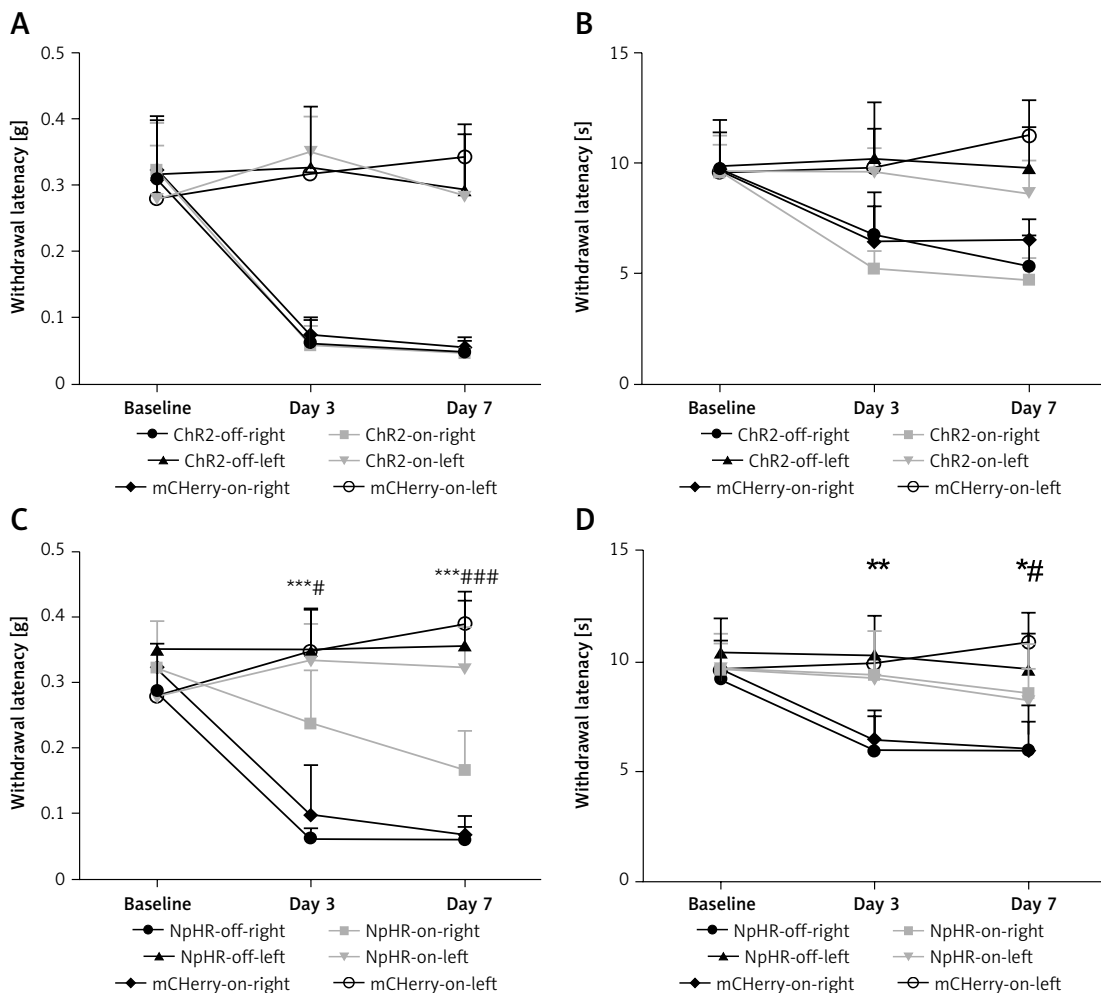 A
Withdrawal latenacy [g]
0.5
0.4
0.3
0.2
0.1
0
Baseline Day 3 Day 7
ChR2-off-right ChR2-on-right
ChR2-off-left ChR2-on-left
mCHerry-on-right mCHerry-on-left
B
Withdrawal latenacy [s]
15
10
5
0
Baseline Day 3 Day 7
ChR2-off-right ChR2-on-right
ChR2-off-left ChR2-on-left
mCHerry-on-right mCHerry-on-left
C
Withdrawal latenacy [g]
0.5
0.4
0.3
0.2
0.1
0
***# ***###
Baseline Day 3 Day 7
NpHR-off-right NpHR-on-right
NpHR-off-left NpHR-on-left
mCHerry-on-right mCHerry-on-left
D
Withdrawal latenacy [s]
15
10
5
0
** *#
Baseline Day 3 Day 7
NpHR-off-right NpHR-on-right
NpHR-off-left NpHR-on-left
mCHerry-on-right mCHerry-on-left